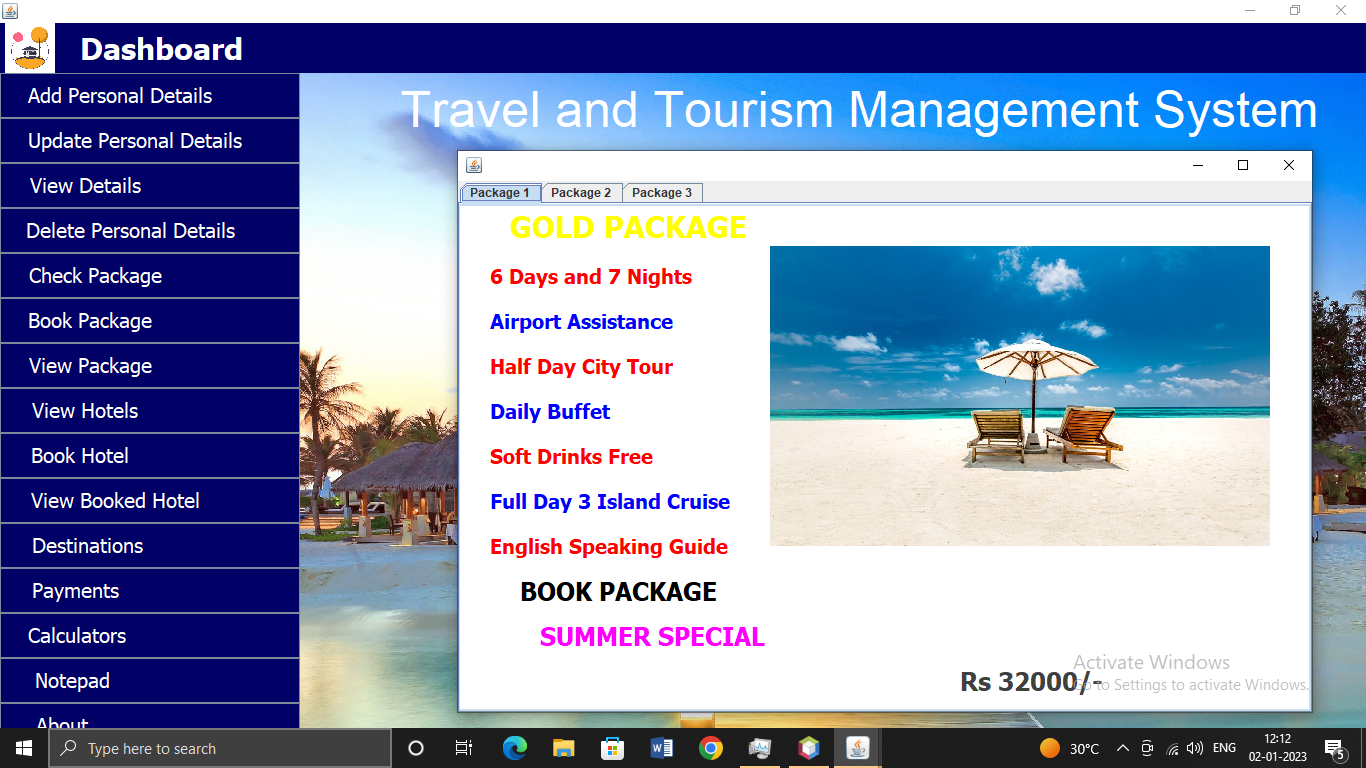 Dashboard
Add Personal Details
Update Personal Details
View Details
Delete Personal Details
Check Package
Book Package
View Package
View Hotels
Book Hotel
View Booked Hotel
Destinations
Payments
Calculators
Notepad
About
Travel and Tourism Management System
Package 1 Package 2 Package 3
GOLD PACKAGE
6 Days and 7 Nights
Airport Assistance
Half Day City Tour
Daily Buffet
Soft Drinks Free
Full Day 3 Island Cruise
English Speaking Guide
BOOK PACKAGE
SUMMER SPECIAL
Rs 32000/-
Activate Windows
Go to Settings to activate Windows.
Type here to search
30°C
ENG
12:12
02-01-2023
5